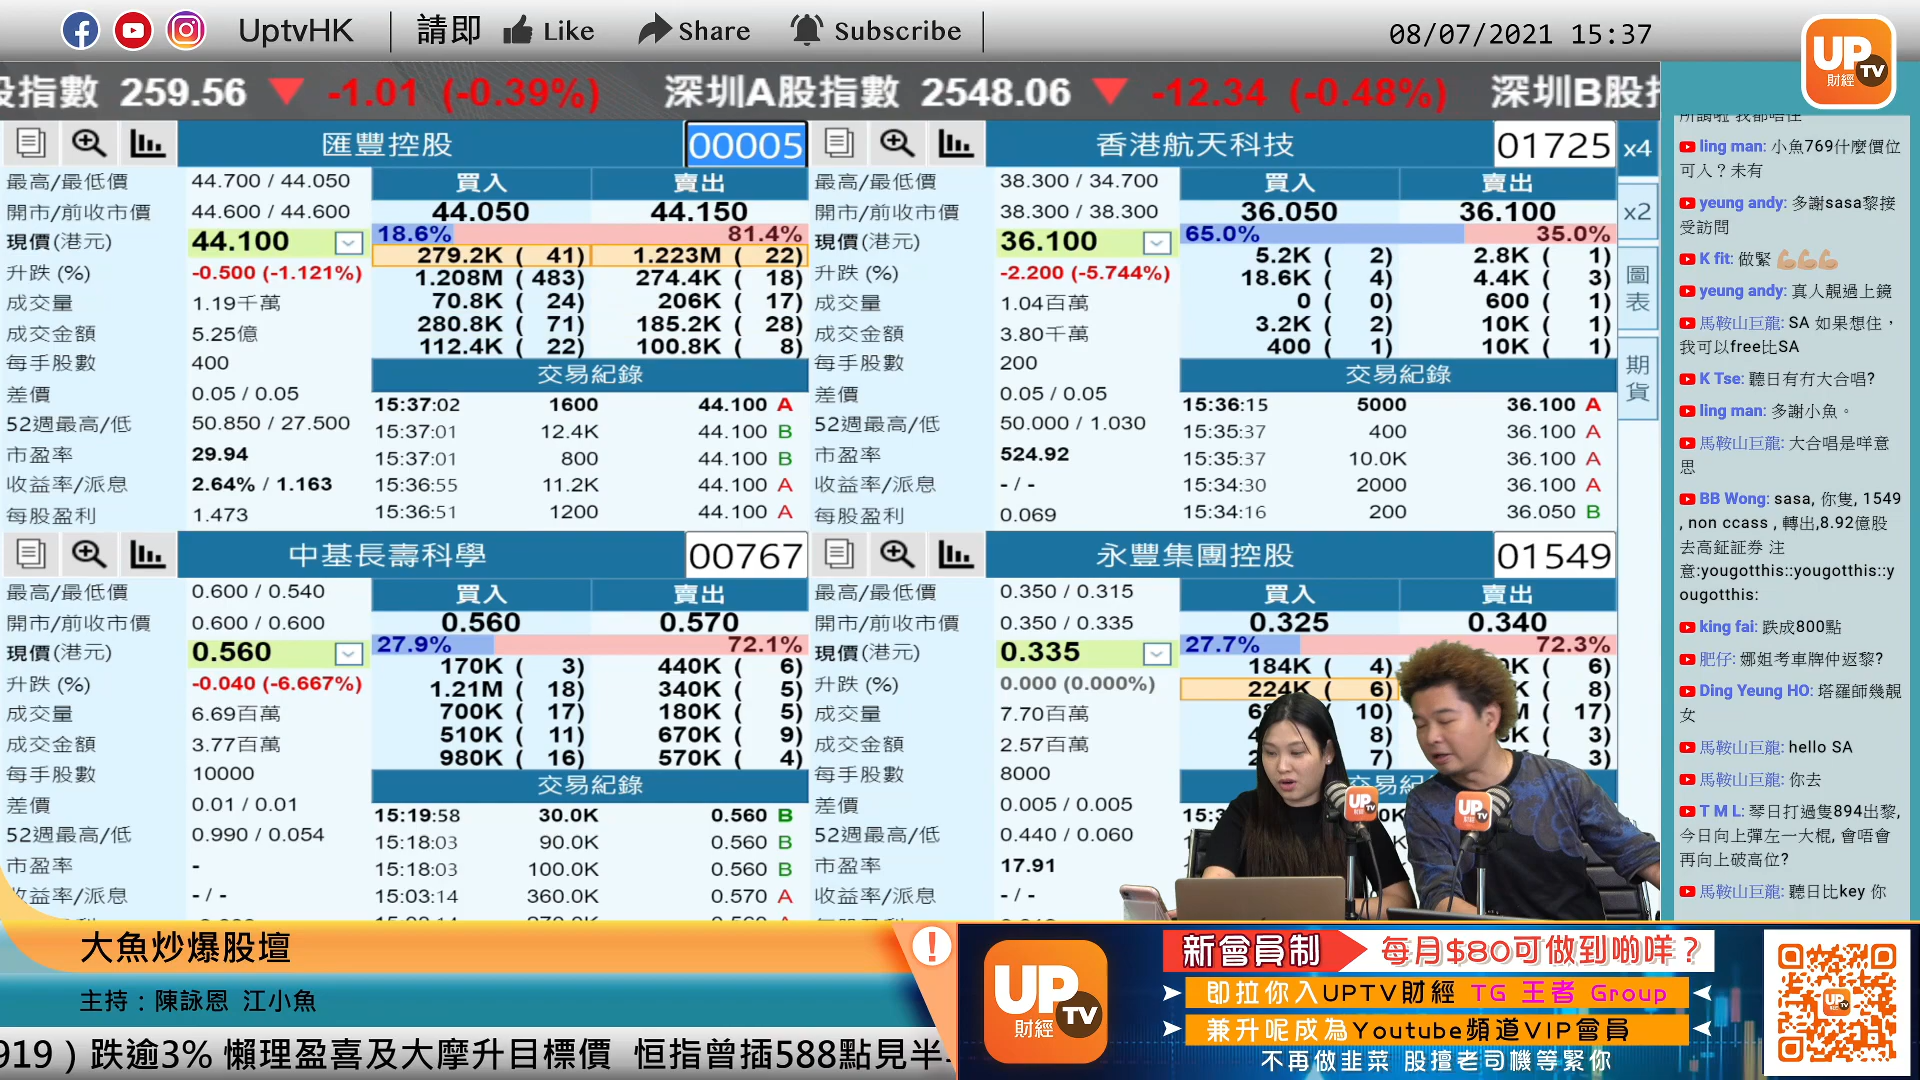 UptvHK 請即 Like Share Subscribe
08/07/2021 15:37
UP TV 財經
股指數 259.56 ▼ -1.01 (-0.39%) 深圳A股指數 2548.06 ▼ -12.34 (-0.48%) 深圳B股
匯豐控股 00005
最高/最低價 44.700 / 44.050
開市/前收市價 44.600 / 44.600
現價(港元) 44.100
升跌 (%) -0.500 (-1.121%)
成交量 1.19千萬
成交金額 5.25億
每手股數 400
差價 0.05 / 0.05
52週最高/低 50.850 / 27.500
市盈率 29.94
收益率/派息 2.64% / 1.163
每股盈利 1.473
買入 賣出
44.050 44.150
18.6% 81.4%
279.2K ( 41) 1.223M ( 22)
1.208M ( 483) 274.4K ( 18)
70.8K ( 24) 206K ( 17)
280.8K ( 71) 185.2K ( 28)
112.4K ( 22) 100.8K ( 8)
交易紀錄
15:37:02 1600 44.100 A
15:37:01 12.4K 44.100 B
15:37:01 800 44.100 B
15:36:55 11.2K 44.100 A
15:36:51 1200 44.100 A
香港航天科技 01725
最高/最低價 38.300 / 34.700
開市/前收市價 38.300 / 38.300
現價(港元) 36.100
升跌 (%) -2.200 (-5.744%)
成交量 1.04百萬
成交金額 3.80千萬
每手股數 200
差價 0.05 / 0.05
52週最高/低 50.000 / 1.030
市盈率 524.92
收益率/派息 - / -
每股盈利 0.069
買入 賣出
36.050 36.100
65.0% 35.0%
5.2K ( 2) 2.8K ( 1)
18.6K ( 4) 4.4K ( 3)
0 ( 0) 600 ( 1)
3.2K ( 2) 10K ( 1)
400 ( 1) 10K ( 1)
交易紀錄
15:36:15 5000 36.100 A
15:35:37 400 36.100 A
15:35:37 10.0K 36.100 A
15:34:30 2000 36.100 A
15:34:16 200 36.050 B
x4
x2
圖表
期貨
中基長壽科學 00767
最高/最低價 0.600 / 0.540
開市/前收市價 0.600 / 0.600
現價(港元) 0.560
升跌 (%) -0.040 (-6.667%)
成交量 6.69百萬
成交金額 3.77百萬
每手股數 10000
差價 0.01 / 0.01
52週最高/低 0.990 / 0.054
市盈率 -
收益率/派息 - / -
買入 賣出
0.560 0.570
27.9% 72.1%
170K ( 3) 440K ( 6)
1.21M ( 18) 340K ( 5)
700K ( 17) 180K ( 5)
510K ( 11) 670K ( 9)
980K ( 16) 570K ( 4)
交易紀錄
15:19:58 30.0K 0.560 B
15:18:03 90.0K 0.560 B
15:18:03 100.0K 0.560 B
15:03:14 360.0K 0.570 A
永豐集團控股 01549
最高/最低價 0.350 / 0.315
開市/前收市價 0.350 / 0.335
現價(港元) 0.335
升跌 (%) 0.000 (0.000%)
成交量 7.70百萬
成交金額 2.57百萬
每手股數 8000
差價 0.005 / 0.005
52週最高/低 0.440 / 0.060
市盈率 17.91
收益率/派息 - / -
買入 賣出
0.325 0.340
27.7% 72.3%
184K ( 4) K ( 6)
224K ( 6) K ( 8)
10) ( 17)
8) K ( 3)
7) 3)
交易紀
UP TV
UP TV
ling man: 小魚769什麼價位
可入？未有
yeung andy: 多謝sasa黎接
受訪問
K fit: 做緊 💪🏼💪🏼💪🏼
yeung andy: 真人靚過上鏡
馬鞍山巨龍: SA 如果想住，
我可以free比SA
K Tse: 聽日有冇大合唱?
ling man: 多謝小魚。
馬鞍山巨龍: 大合唱是咩意
思
BB Wong: sasa, 你隻, 1549
, non ccass , 轉出,8.92億股
去高鉦証券 注
意:yougotthis::yougotthis::y
ougotthis:
king fai: 跌成800點
肥仔: 娜姐考車牌仲返黎?
Ding Yeung HO: 塔羅師幾靚
女
馬鞍山巨龍: hello SA
馬鞍山巨龍: 你去
T M L: 琴日打過隻894出黎,
今日向上彈左一大棍, 會唔會
再向上破高位?
馬鞍山巨龍: 聽日比key 你
大魚炒爆股壇
主持：陳詠恩 江小魚
919 ) 跌逾3% 懶理盈喜及大摩升目標價 恒指曾插588點見半
!
UP TV 財經
新會員制 每月$80可做到啲咩？
即拉你入UPTV財經 TG 王者 Group
兼升呢成為Youtube頻道VIP會員
不再做韭菜 股擅老司機等緊你
UP TV